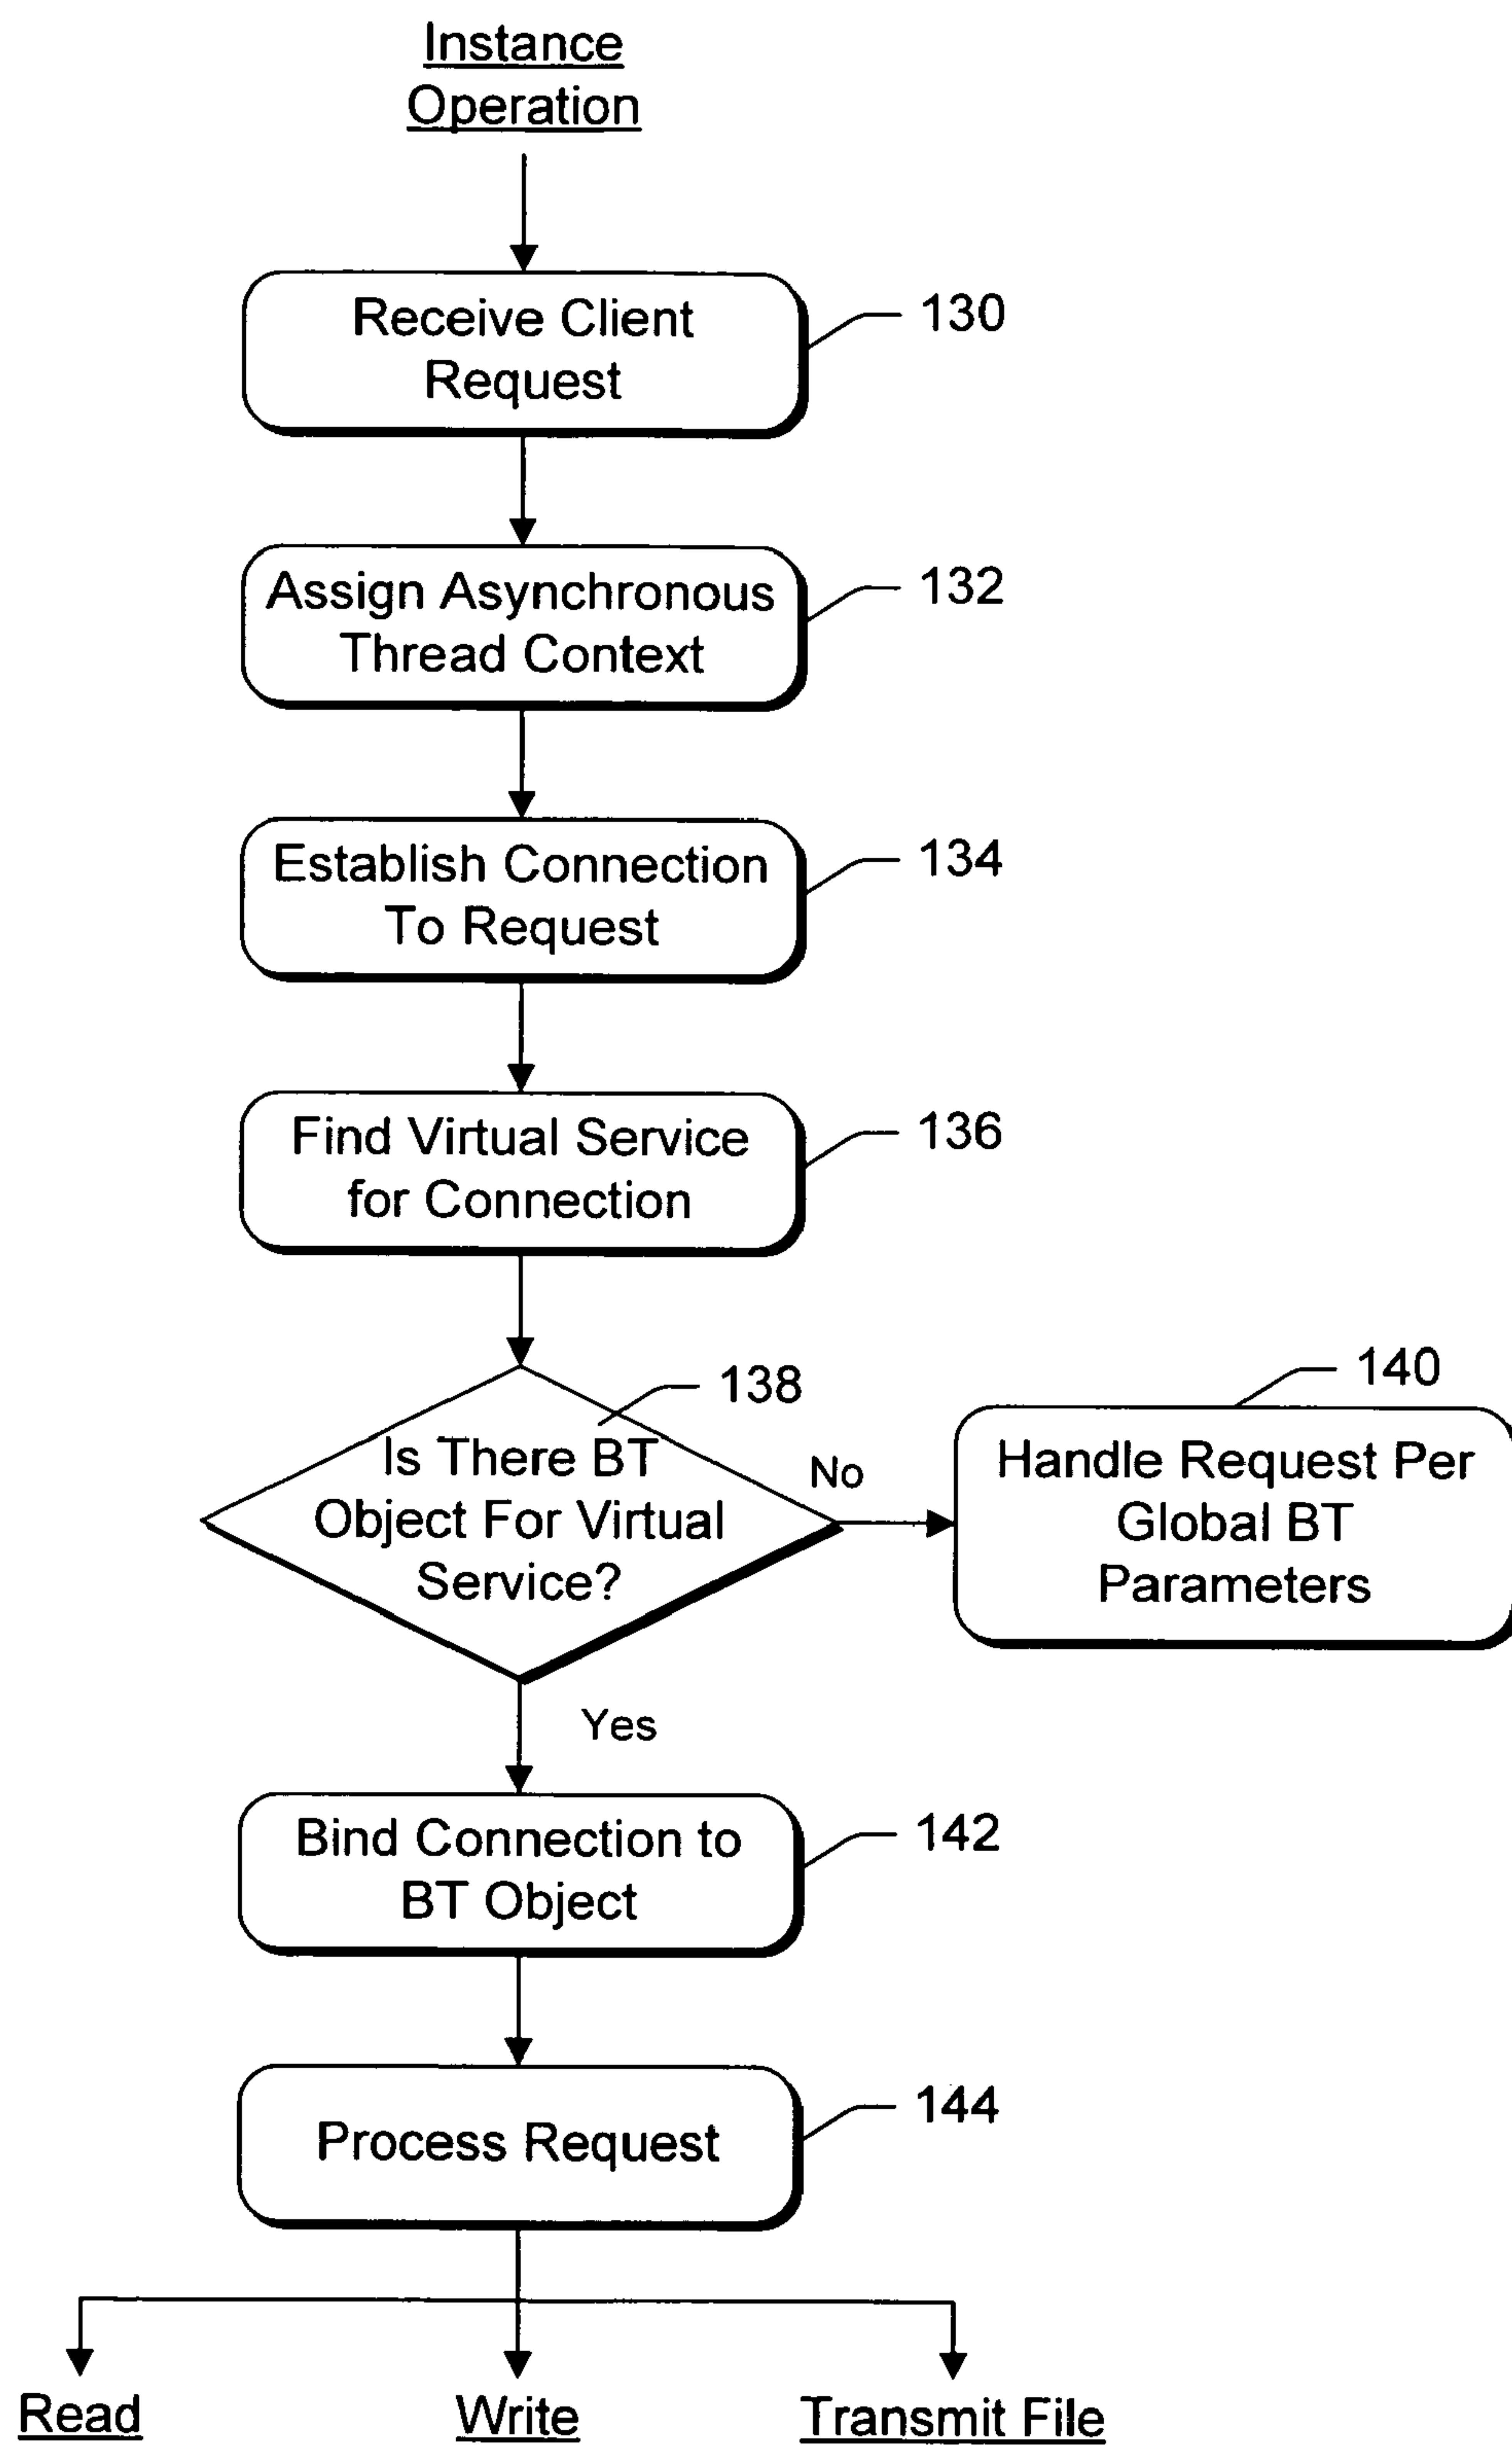 Instance
Operation
Receive Client
Request
130
Assign Asynchronous
Thread Context
132
Establish Connection
To Request
134
Find Virtual Service
for Connection
136
138
Is There BT
Object For Virtual
Service?
No
140
Handle Request Per
Global BT
Parameters
Yes
Bind Connection to
BT Object
142
Process Request
144
Read
Write
Transmit File